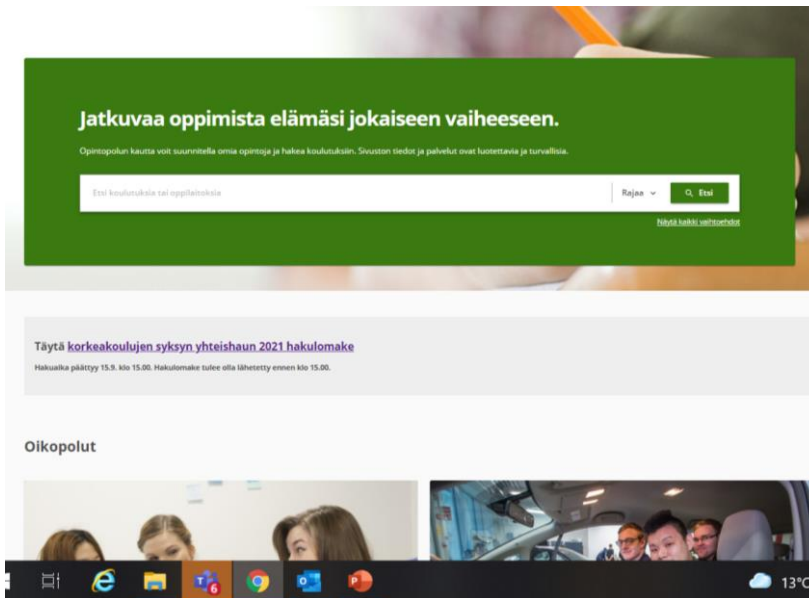 Jatkuvaa oppimista elämäsi jokaiseen vaiheeseen.
Opintopolun kautta voit suunnitella omia opintoja ja hakea koulutuksiin. Sivuston tiedot ja palvelut ovat luotettavia ja turvallisia.
Etsi koulutuksia tai oppilaitoksia
Rajaa
Etsi
Näytä kaikki vaihtoehdot
Täytä korkeakoulujen syksyn yhteishaun 2021 hakulomake
Hakuaika päättyy 15.9. klo 15.00. Hakulomake tulee olla lähetetty ennen klo 15.00.
Oikopolut
6
13°C